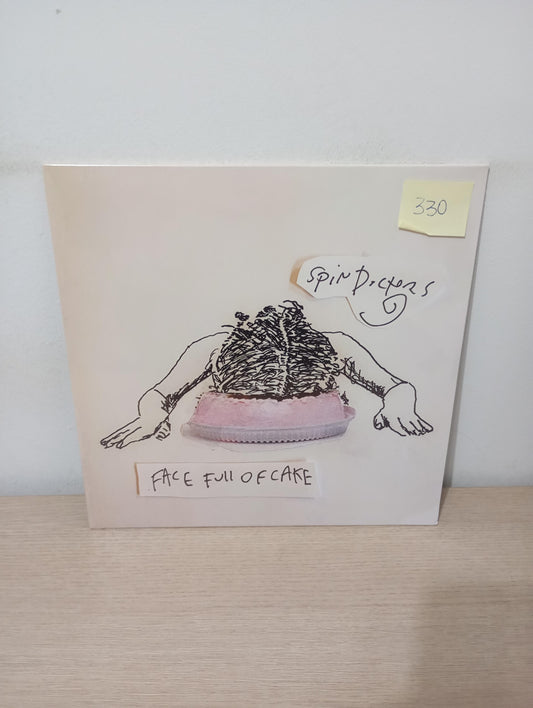 330
SPiN DOCTORS
FACE FULL OF CAKE